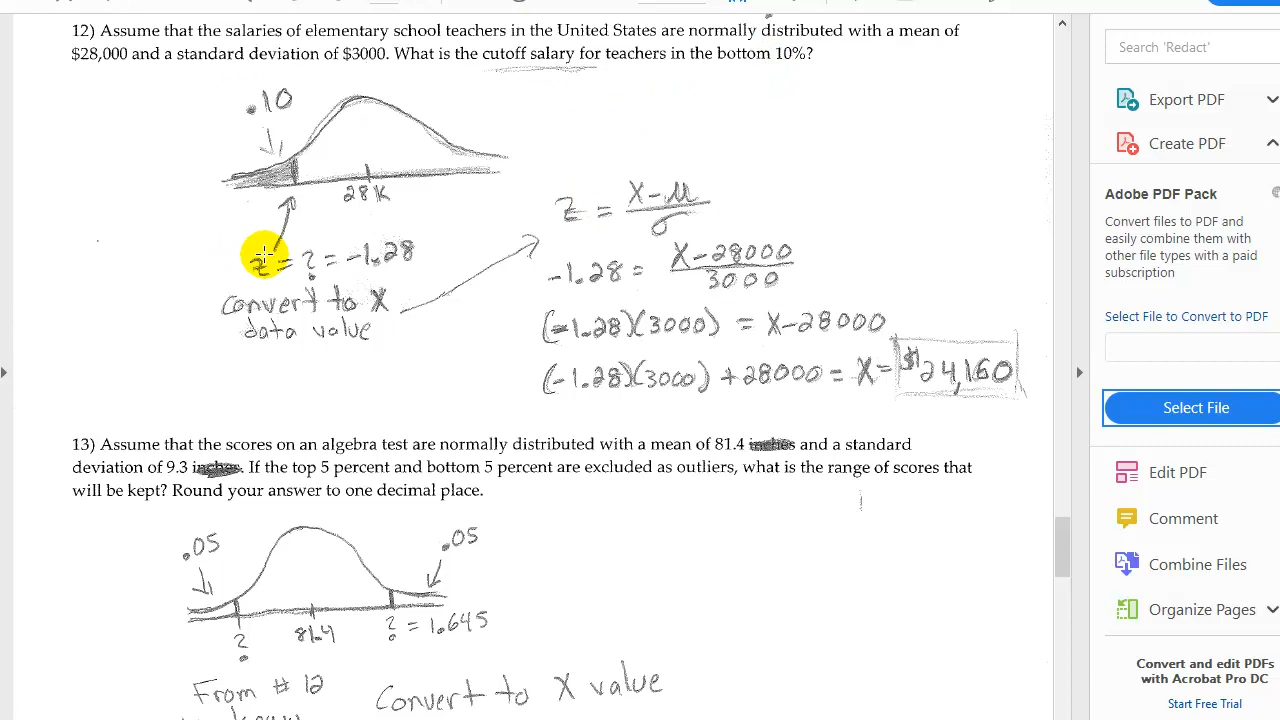 12) Assume that the salaries of elementary school teachers in the United States are normally distributed with a mean of
$28,000 and a standard deviation of $3000. What is the cutoff salary for teachers in the bottom 10%?
.10
28K
z = ? = -1.28
convert to X
data value
z = X-μ / σ
-1.28 = X-28000 / 3000
(-1.28)(3000) = X-28000
(-1.28)(3000) + 28000 = X = $24,160
13) Assume that the scores on an algebra test are normally distributed with a mean of 81.4 inches and a standard
deviation of 9.3 inches. If the top 5 percent and bottom 5 percent are excluded as outliers, what is the range of scores that
will be kept? Round your answer to one decimal place.
.05
.05
?
81.4
? = 1.645
From # 12
Convert to X value
Search 'Redact'
Export PDF
Create PDF
Adobe PDF Pack
Convert files to PDF and
easily combine them with
other file types with a paid
subscription
Select File to Convert to PDF
Select File
Edit PDF
Comment
Combine Files
Organize Pages
Convert and edit PDFs
with Acrobat Pro DC
Start Free Trial